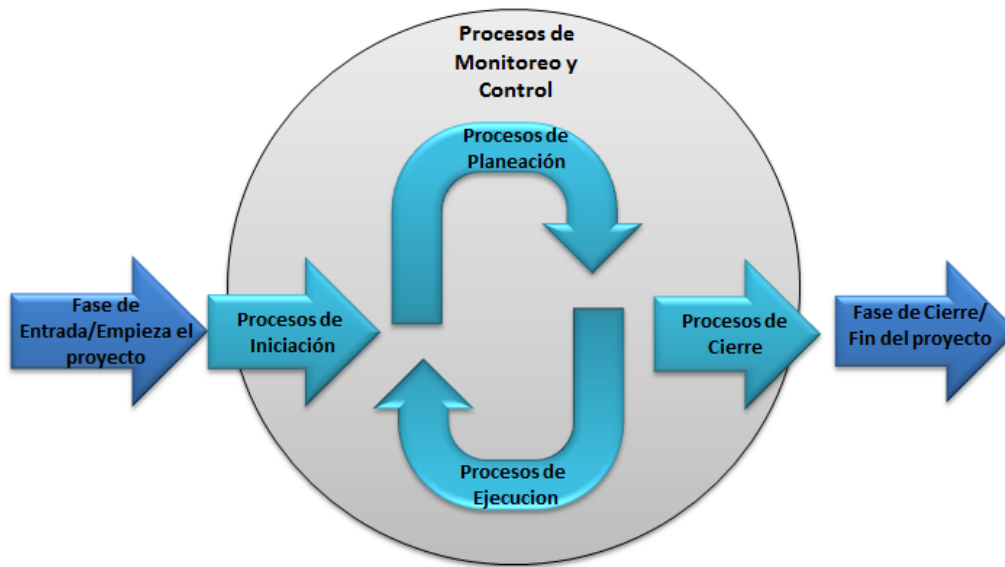 Procesos de
Monitoreo y
Control
Procesos de
Planeación
Fase de
Entrada/Empieza el
proyecto
Procesos de
Iniciación
Procesos de
Cierre
Fase de Cierre/
Fin del proyecto
Procesos de
Ejecucion